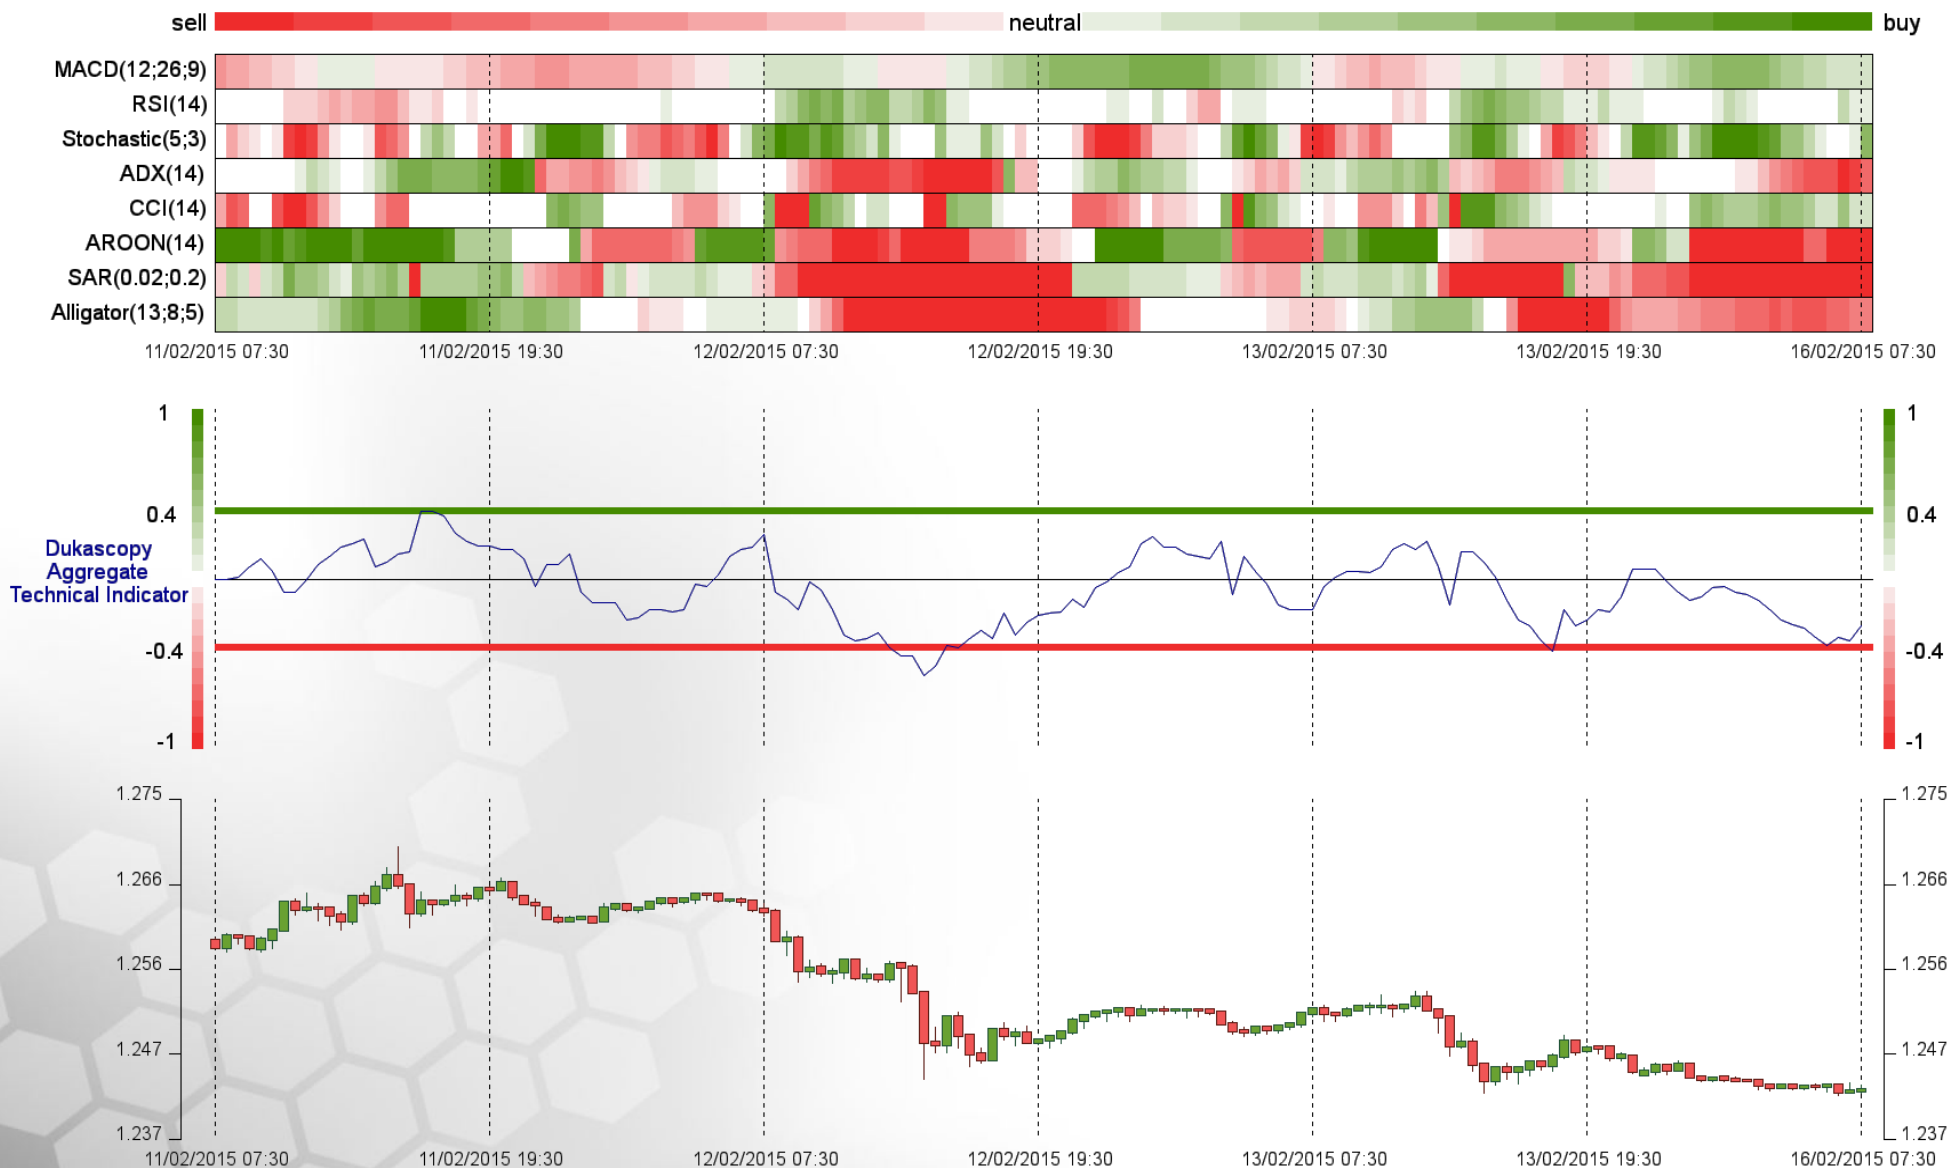 sell neutral buy
MACD(12;26;9)
RSI(14)
Stochastic(5;3)
ADX(14)
CCI(14)
AROON(14)
SAR(0.02;0.2)
Alligator(13;8;5)
11/02/2015 07:30 11/02/2015 19:30 12/02/2015 07:30 12/02/2015 19:30 13/02/2015 07:30 13/02/2015 19:30 16/02/2015 07:30
1 1
0.4 0.4
Dukascopy
Aggregate
Technical Indicator
-0.4 -0.4
-1 -1
1.275 1.275
1.266 1.266
1.256 1.256
1.247 1.247
1.237 1.237
11/02/2015 07:30 11/02/2015 19:30 12/02/2015 07:30 12/02/2015 19:30 13/02/2015 07:30 13/02/2015 19:30 16/02/2015 07:30